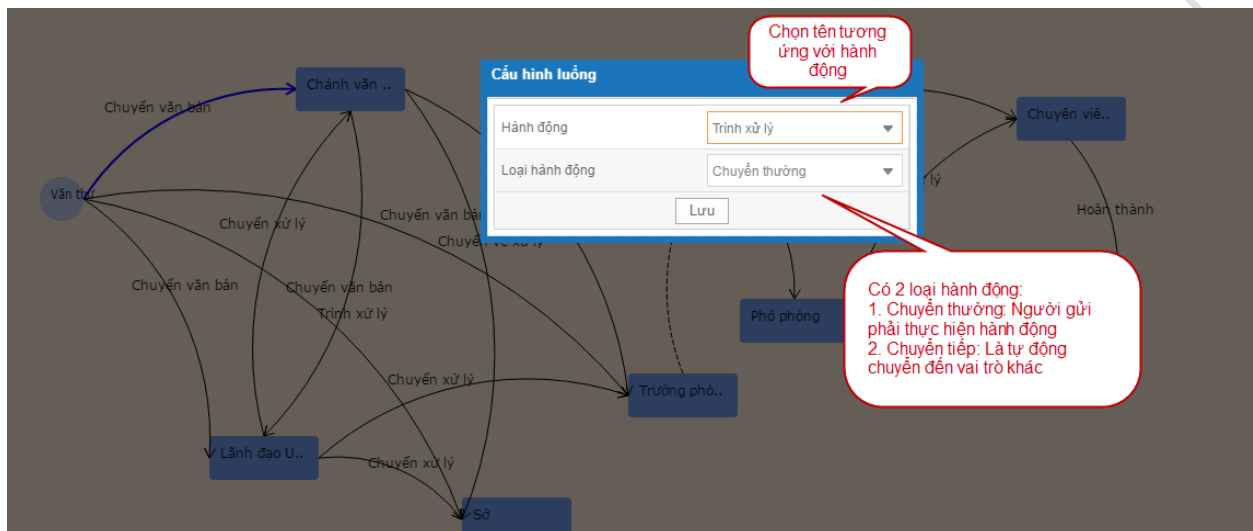 Chọn tên tương
ứng với hành
động
Cấu hình luồng
Chánh văn ..
Chuyển văn bản
Hành động
Trình xử lý
Chuyên viê..
Loại hành động
Chuyển thường
lý
Văn thư
Lưu
Hoàn thành
Chuyển xử lý
Chuyển văn bản
Chuyển về xử lý
Chuyển văn bản
Chuyển văn bản
Trình xử lý
Có 2 loại hành động:
1. Chuyển thường: Người gửi
phải thực hiện hành động
2. Chuyển tiếp: Là tự động
chuyển đến vai trò khác
Phó phòng
Chuyển xử lý
Trưởng phò..
Lãnh đạo U..
Chuyển xử lý
Sở